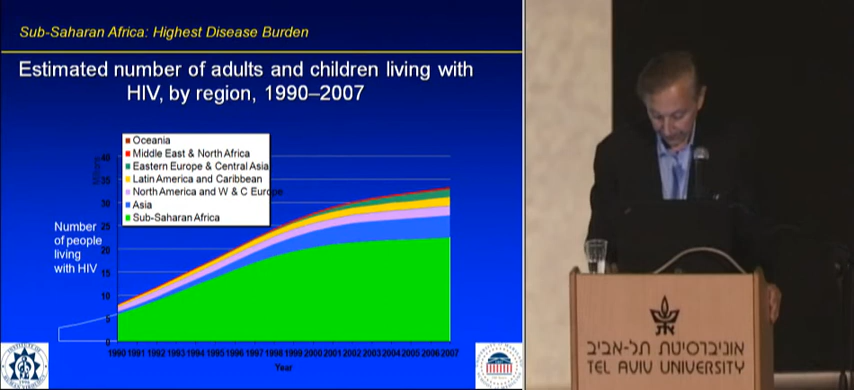 Sub-Saharan Africa: Highest Disease Burden
Estimated number of adults and children living with
HIV, by region, 1990–2007
Oceania
Middle East & North Africa
Eastern Europe & Central Asia
Latin America and Caribbean
North America and W & C Europe
Asia
Sub-Saharan Africa
40
35
30
25
20
15
10
5
0
Number
of people
living
with HIV
1990 1991 1992 1993 1994 1995 1996 1997 1998 1999 2000 2001 2002 2003 2004 2005 2006 2007
Year
אוניברסיטת תל-אביב
TEL AVIV UNIVERSITY